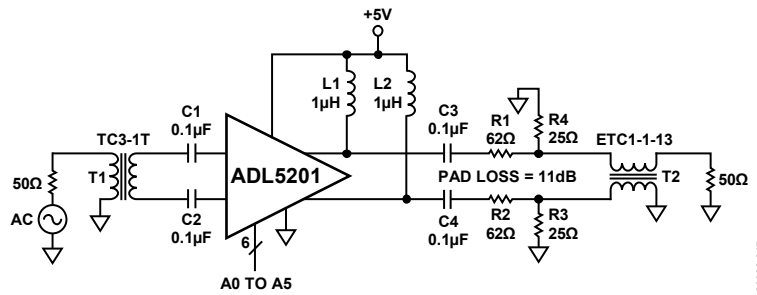 +5V
L1
1µH
L2
1µH
C1
0.1µF
C3
0.1µF
R1
62Ω
R4
25Ω
ETC1-1-13
TC3-1T
50Ω
T1
ADL5201
PAD LOSS = 11dB
T2
50Ω
AC
C2
0.1µF
C4
0.1µF
R2
62Ω
R3
25Ω
6
A0 TO A5